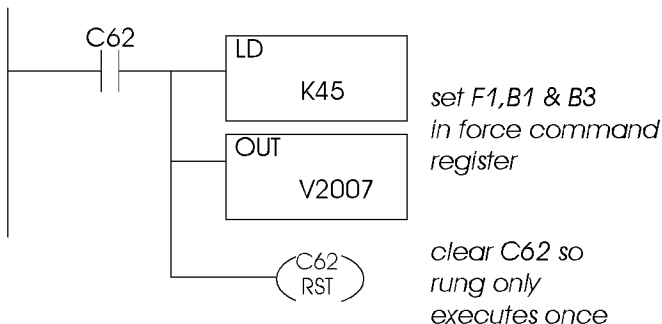 C62
LD
K45
set F1,B1 & B3
in force command
register
OUT
V2007
C62
RST
clear C62 so
rung only
executes once